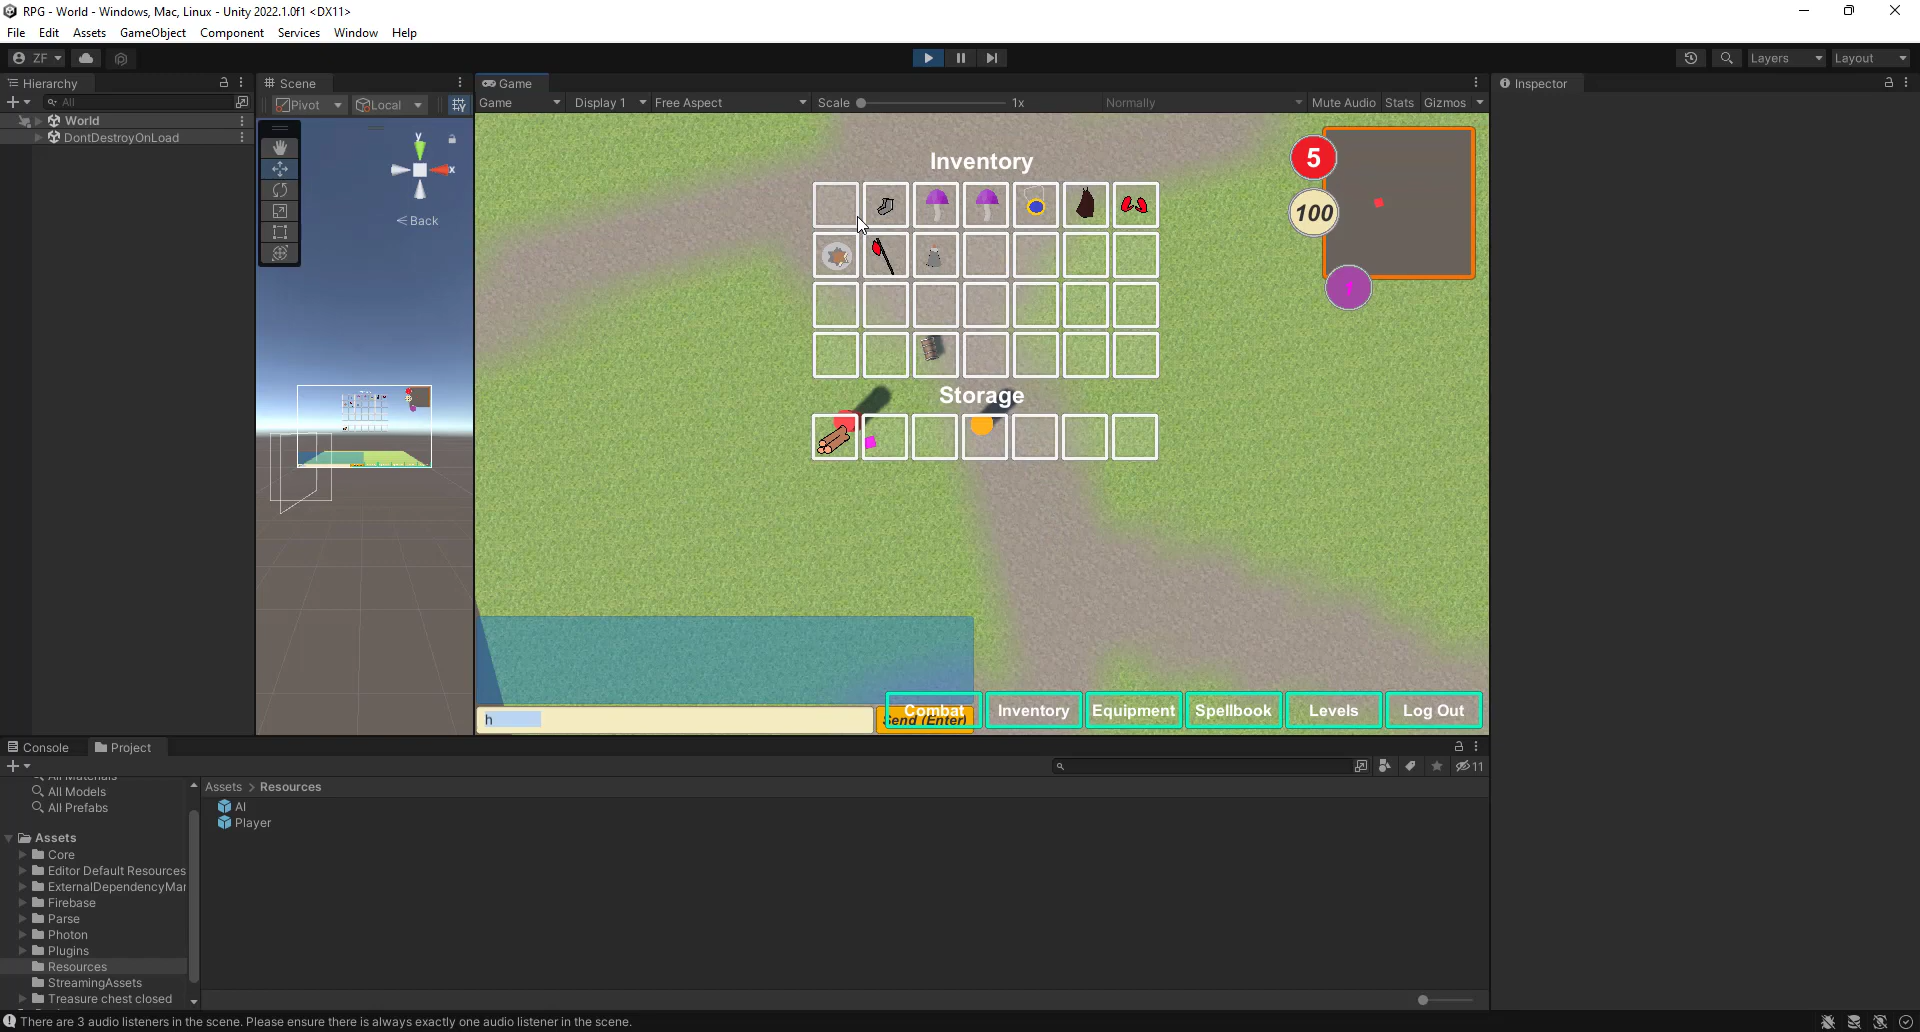 RPG - World - Windows, Mac, Linux - Unity 2022.1.0f1 <DX11>
File Edit Assets GameObject Component Services Window Help
ZF Layers Layout
Hierarchy
All
World
DontDestroyOnLoad
Scene
Pivot Local
y
x
Back
Game
Game Display 1 Free Aspect Scale 1x Normally Mute Audio Stats Gizmos
Inspector
Inventory
5
100
Storage
h
Send (Enter)
Combat Inventory Equipment Spellbook Levels Log Out
Console Project
11
All Materials
All Models
All Prefabs
Assets
Core
Editor Default Resources
ExternalDependencyMar
Firebase
Parse
Photon
Plugins
Resources
StreamingAssets
Treasure chest closed
Assets > Resources
AI
Player
There are 3 audio listeners in the scene. Please ensure there is always exactly one audio listener in the scene.